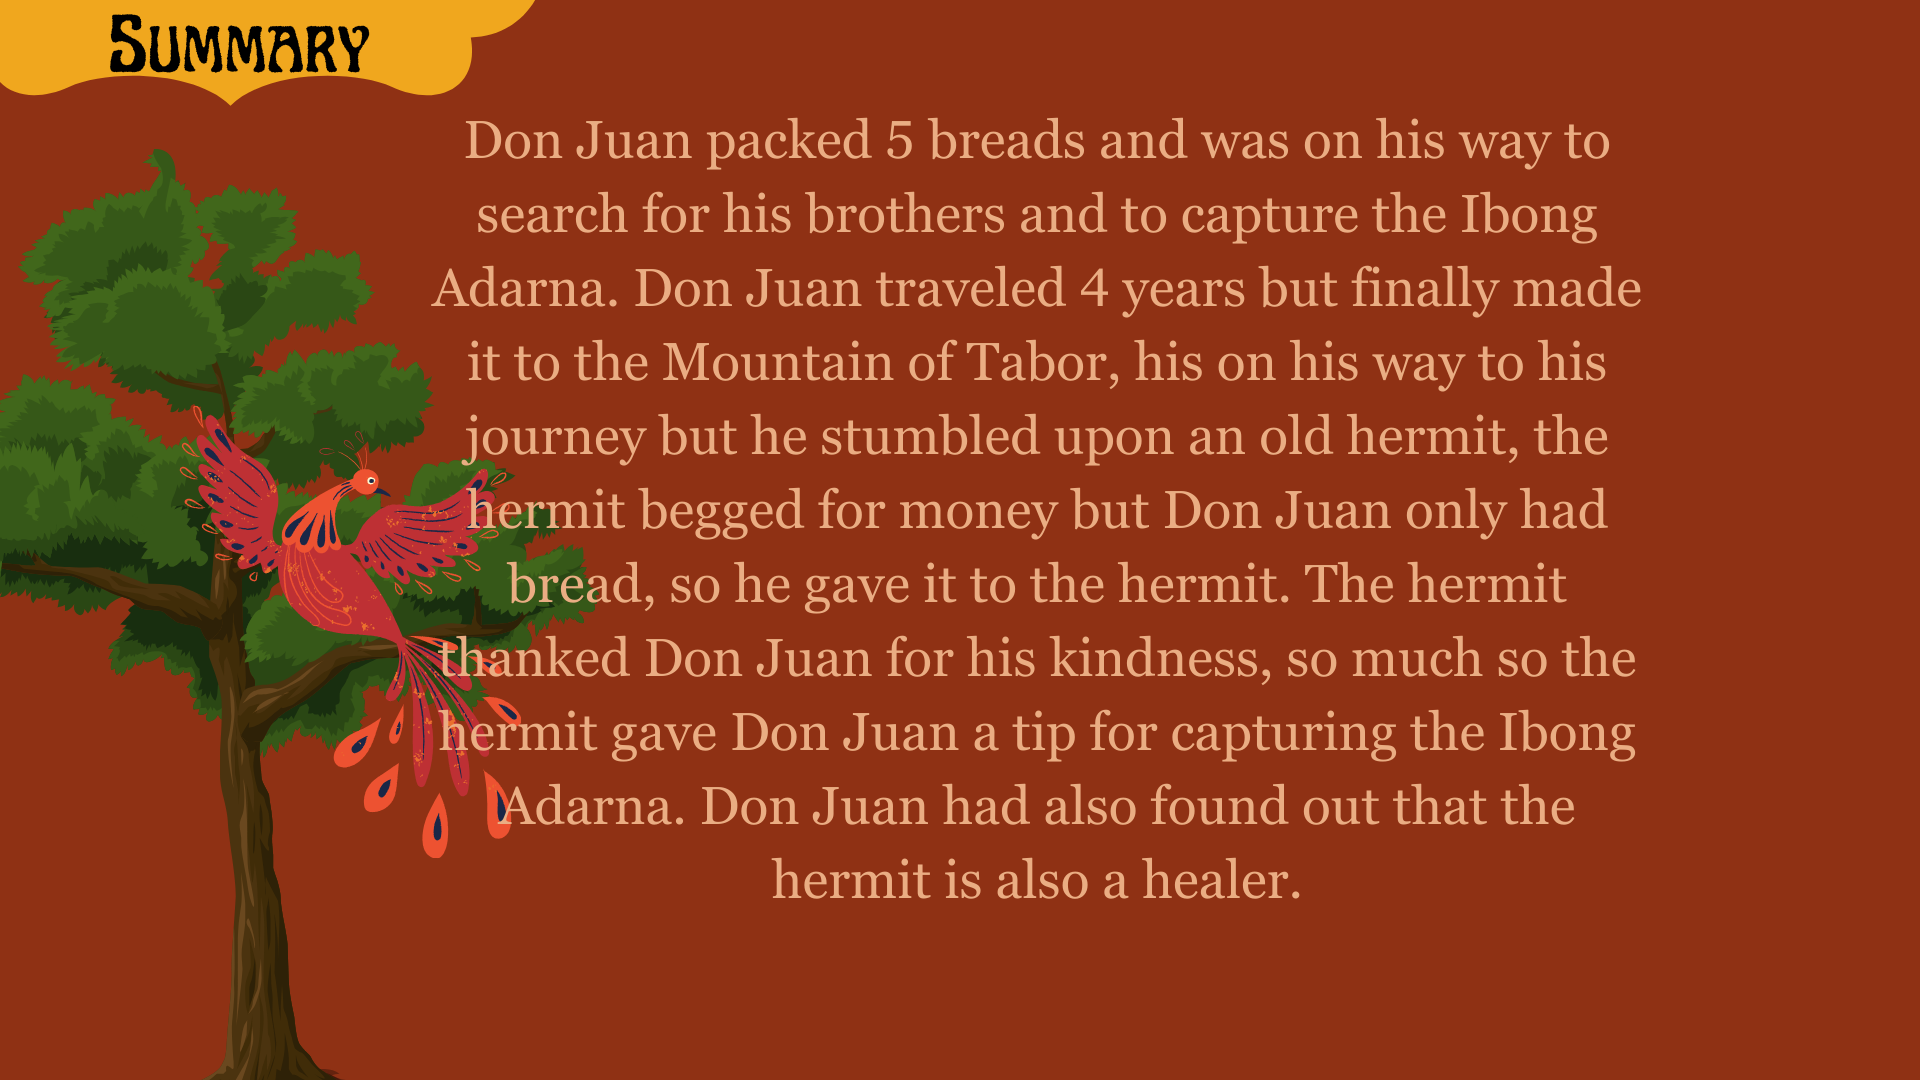 Summary
Don Juan packed 5 breads and was on his way to
search for his brothers and to capture the Ibong
Adarna. Don Juan traveled 4 years but finally made
it to the Mountain of Tabor, his on his way to his
journey but he stumbled upon an old hermit, the
hermit begged for money but Don Juan only had
bread, so he gave it to the hermit. The hermit
thanked Don Juan for his kindness, so much so the
hermit gave Don Juan a tip for capturing the Ibong
Adarna. Don Juan had also found out that the
hermit is also a healer.